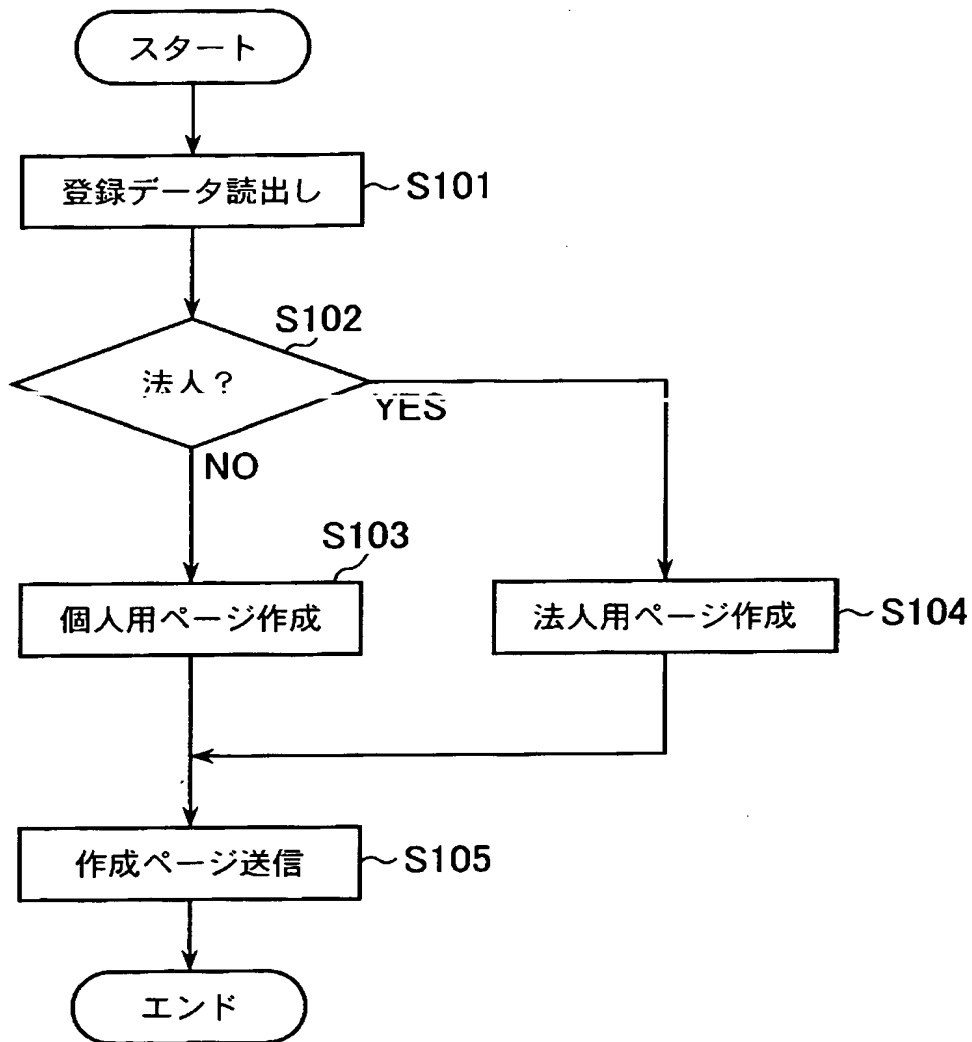 スタート
登録データ読出し
S101
S102
法人?
YES
NO
S103
個人用ページ作成
法人用ページ作成
S104
作成ページ送信
S105
エンド